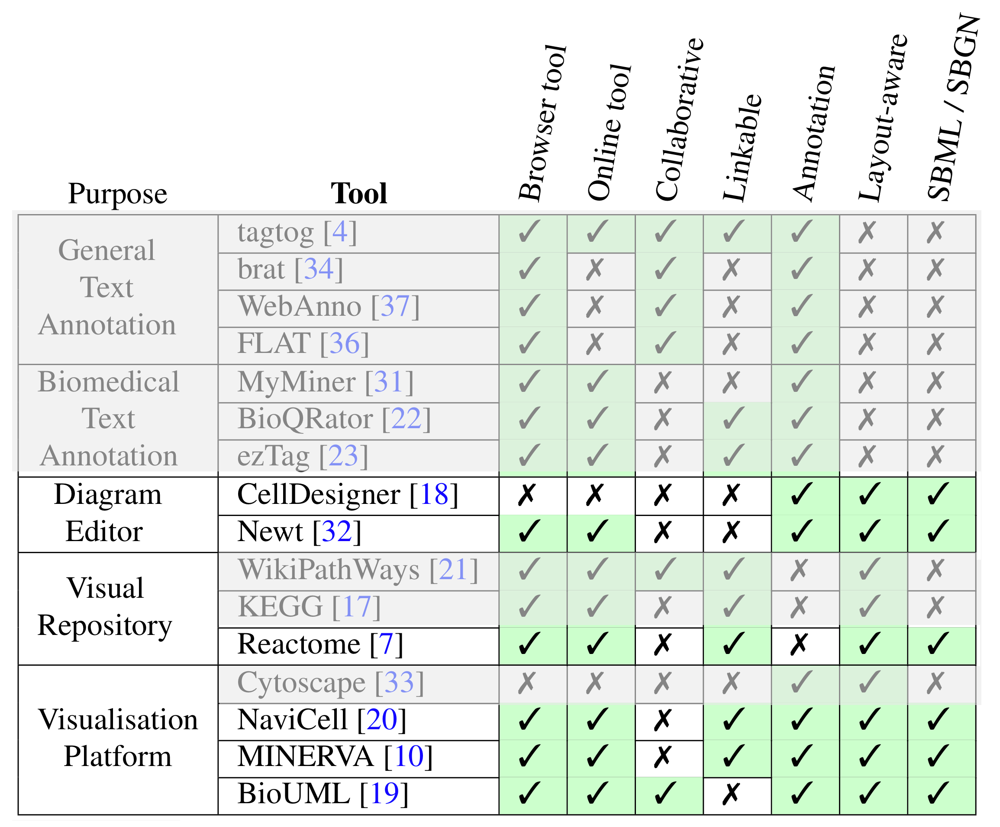 Purpose Tool Browser tool Online tool Collaborative Linkable Annotation Layout-aware SBML / SBGN
General
Text
Annotation
tagtog [4] ✓ ✓ ✓ ✓ ✓ ✗ ✗
brat [34] ✓ ✗ ✓ ✗ ✓ ✗ ✗
WebAnno [37] ✓ ✗ ✓ ✗ ✓ ✗ ✗
FLAT [36] ✓ ✗ ✓ ✗ ✓ ✗ ✗
Biomedical
Text
Annotation
MyMiner [31] ✓ ✓ ✗ ✗ ✓ ✗ ✗
BioQRator [22] ✓ ✓ ✗ ✓ ✓ ✗ ✗
ezTag [23] ✓ ✓ ✗ ✓ ✓ ✗ ✗
Diagram
Editor
CellDesigner [18] ✗ ✗ ✗ ✗ ✓ ✓ ✓
Newt [32] ✓ ✓ ✗ ✗ ✓ ✓ ✓
Visual
Repository
WikiPathWays [21] ✓ ✓ ✓ ✓ ✗ ✓ ✗
KEGG [17] ✓ ✓ ✗ ✓ ✗ ✓ ✗
Reactome [7] ✓ ✓ ✗ ✓ ✗ ✓ ✓
Visualisation
Platform
Cytoscape [33] ✗ ✗ ✗ ✗ ✓ ✓ ✗
NaviCell [20] ✓ ✓ ✗ ✓ ✓ ✓ ✓
MINERVA [10] ✓ ✓ ✗ ✓ ✓ ✓ ✓
BioUML [19] ✓ ✓ ✓ ✗ ✓ ✓ ✓